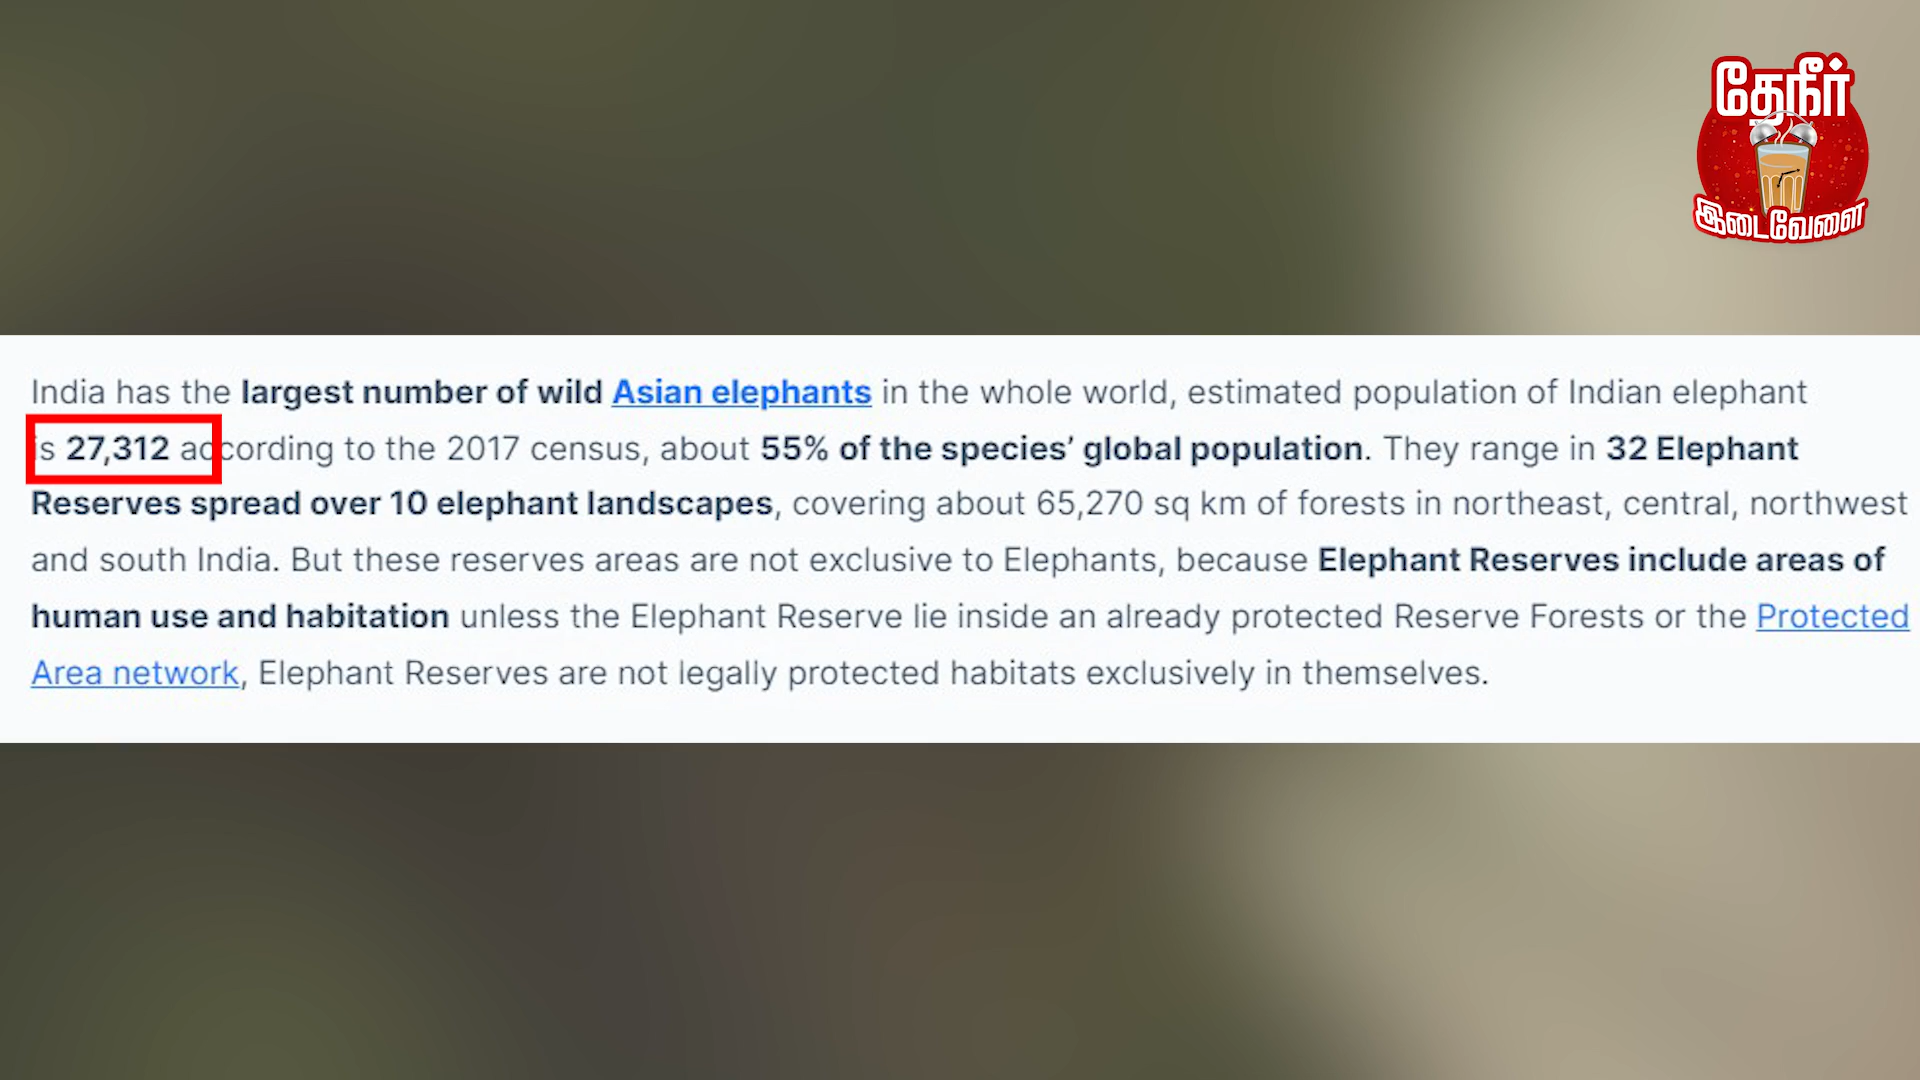 தேநீர்
இடைவேளை
India has the largest number of wild Asian elephants in the whole world, estimated population of Indian elephant
is 27,312 according to the 2017 census, about 55% of the species’ global population. They range in 32 Elephant
Reserves spread over 10 elephant landscapes, covering about 65,270 sq km of forests in northeast, central, northwest
and south India. But these reserves areas are not exclusive to Elephants, because Elephant Reserves include areas of
human use and habitation unless the Elephant Reserve lie inside an already protected Reserve Forests or the Protected
Area network, Elephant Reserves are not legally protected habitats exclusively in themselves.